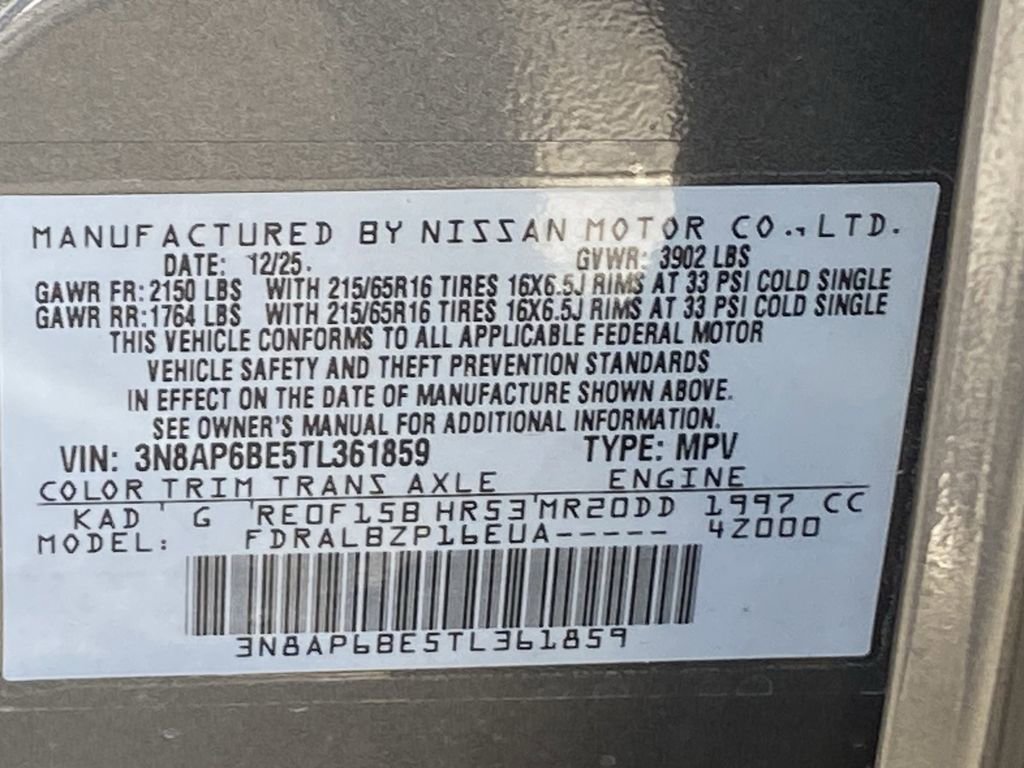 MANUFACTURED BY NISSAN MOTOR CO., LTD.
DATE: 12/25. GVWR: 3902 LBS
GAWR FR: 2150 LBS WITH 215/65R16 TIRES 16X6.5J RIMS AT 33 PSI COLD SINGLE
GAWR RR: 1764 LBS WITH 215/65R16 TIRES 16X6.5J RIMS AT 33 PSI COLD SINGLE
THIS VEHICLE CONFORMS TO ALL APPLICABLE FEDERAL MOTOR
VEHICLE SAFETY AND THEFT PREVENTION STANDARDS
IN EFFECT ON THE DATE OF MANUFACTURE SHOWN ABOVE.
SEE OWNER'S MANUAL FOR ADDITIONAL INFORMATION.
VIN: 3N8AP6BE5TL361859 TYPE: MPV
COLOR TRIM TRANS AXLE ENGINE
KAD ' G 'RE0F15B HR53'MR20DD 1997 CC
MODEL: FDRALBZP16EUA----- 4Z000
3N8AP6BE5TL361859